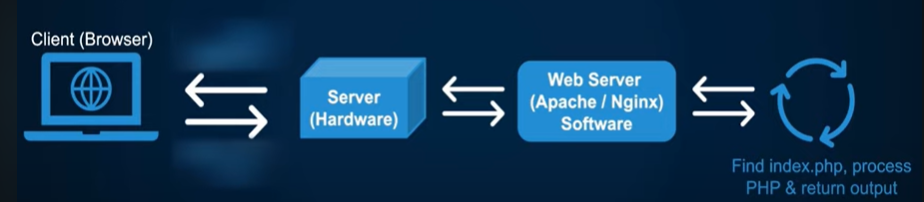 Client (Browser)
Server
(Hardware)
Web Server
(Apache / Nginx)
Software
Find index.php, process
PHP & return output